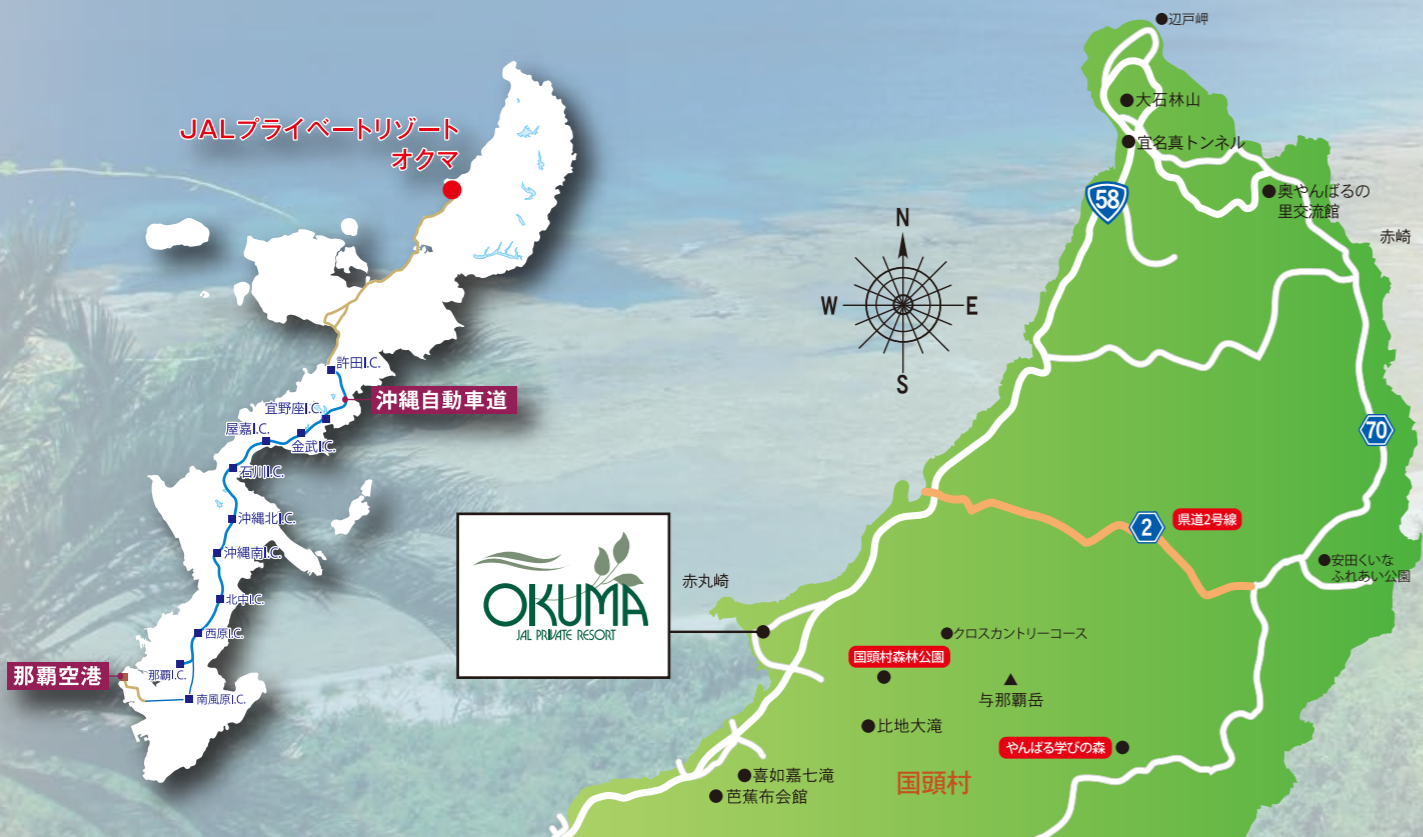 JALプライベートリゾート
オクマ
許田I.C.
沖縄自動車道
宜野座I.C.
屋嘉I.C.
金武I.C.
石川I.C.
沖縄北I.C.
沖縄南I.C.
北中I.C.
西原I.C.
那覇空港
那覇I.C.
南風原I.C.
N
W
E
S
OKUMA
JAL PRIVATE RESORT
辺戸岬
大石林山
宜名真トンネル
58
奥やんばるの
里交流館
赤崎
70
2
県道2号線
安田くいな
ふれあい公園
赤丸崎
クロスカントリーコース
国頭村森林公園
与那覇岳
比地大滝
やんばる学びの森
喜如嘉七滝
国頭村
芭蕉布会館